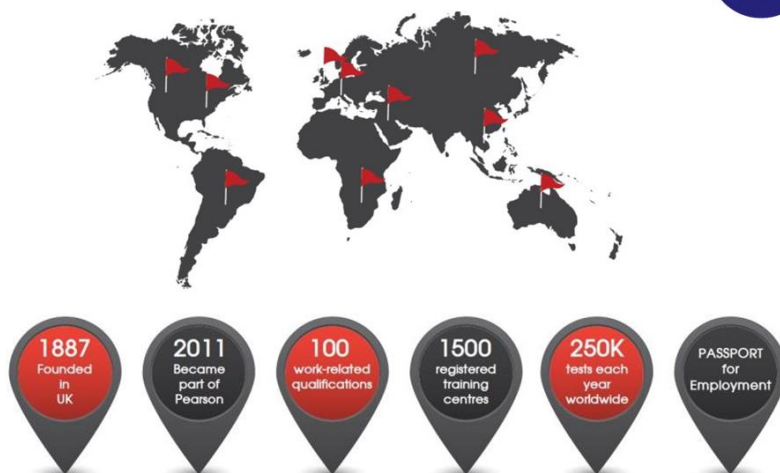 1887
Founded
in
UK
2011
Became
part of
Pearson
100
work-related
qualifications
1500
registered
training
centres
250K
tests each
year
worldwide
PASSPORT
for
Employment